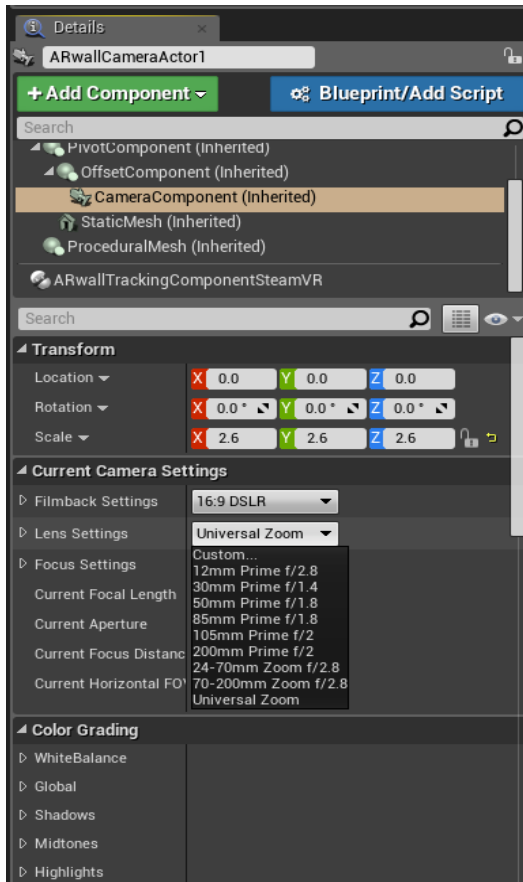 Details
ARwallCameraActor1
+Add Component
Blueprint/Add Script
Search
PivotComponent (Inherited)
OffsetComponent (Inherited)
CameraComponent (Inherited)
StaticMesh (Inherited)
ProceduralMesh (Inherited)
ARwallTrackingComponentSteamVR
Search
Transform
Location X 0.0 Y 0.0 Z 0.0
Rotation X 0.0° Y 0.0° Z 0.0°
Scale X 2.6 Y 2.6 Z 2.6
Current Camera Settings
Filmback Settings 16:9 DSLR
Lens Settings Universal Zoom
Custom...
12mm Prime f/2.8
30mm Prime f/1.4
50mm Prime f/1.8
85mm Prime f/1.8
105mm Prime f/2
200mm Prime f/2
24-70mm Zoom f/2.8
70-200mm Zoom f/2.8
Universal Zoom
Focus Settings
Current Focal Length
Current Aperture
Current Focus Distanc
Current Horizontal FO
Color Grading
WhiteBalance
Global
Shadows
Midtones
Highlights